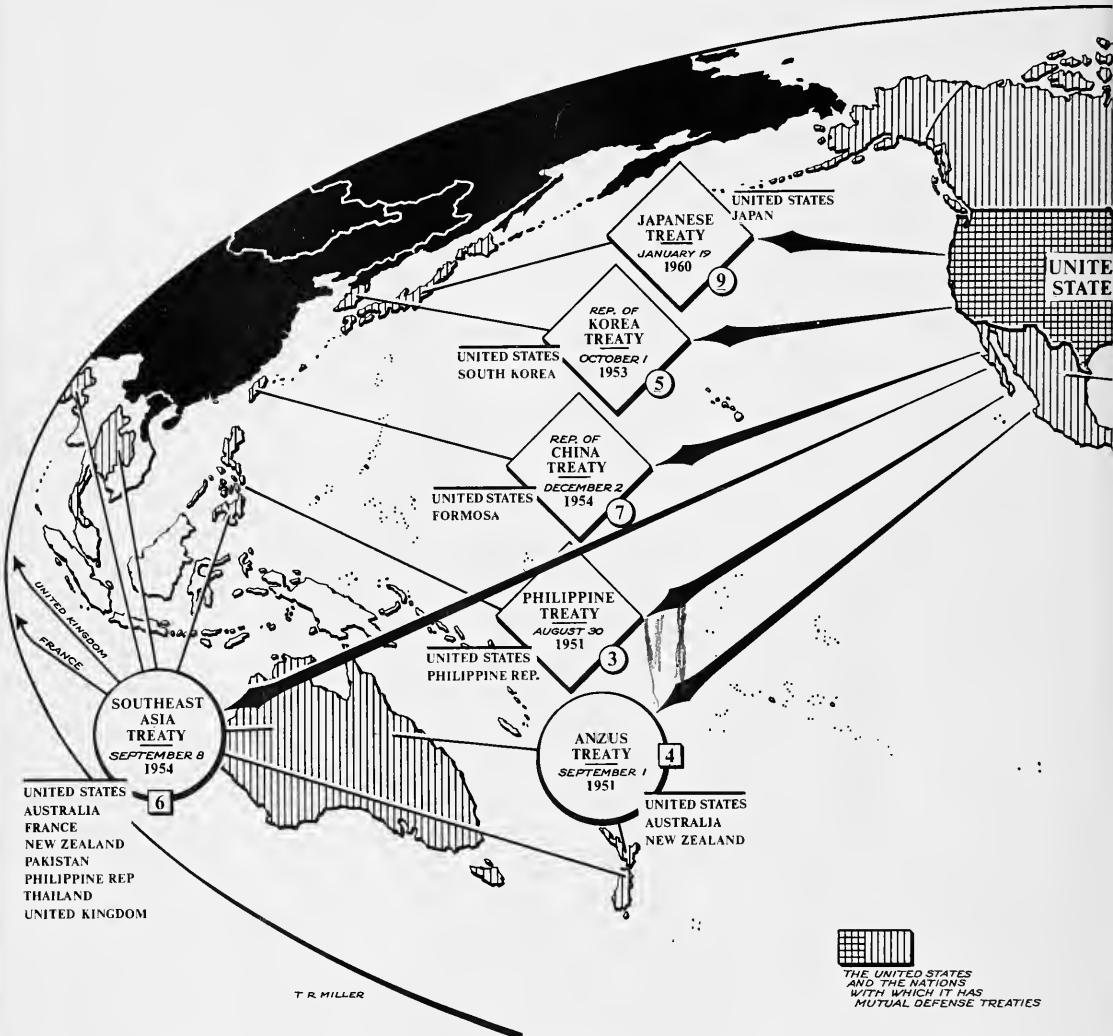 UNITED STATES
JAPAN
JAPANESE
TREATY
JANUARY 19
1960
9
UNITE
STATE
REP. OF
KOREA
TREATY
OCTOBER 1
1953
5
UNITED STATES
SOUTH KOREA
REP. OF
CHINA
TREATY
DECEMBER 2
1954
7
UNITED STATES
FORMOSA
PHILIPPINE
TREATY
AUGUST 30
1951
3
UNITED STATES
PHILIPPINE REP.
UNITED KINGDOM
FRANCE
SOUTHEAST
ASIA
TREATY
SEPTEMBER 8
1954
6
UNITED STATES
AUSTRALIA
FRANCE
NEW ZEALAND
PAKISTAN
PHILIPPINE REP
THAILAND
UNITED KINGDOM
ANZUS
TREATY
SEPTEMBER 1
1951
4
UNITED STATES
AUSTRALIA
NEW ZEALAND
T R MILLER
THE UNITED STATES
AND THE NATIONS
WITH WHICH IT HAS
MUTUAL DEFENSE TREATIES